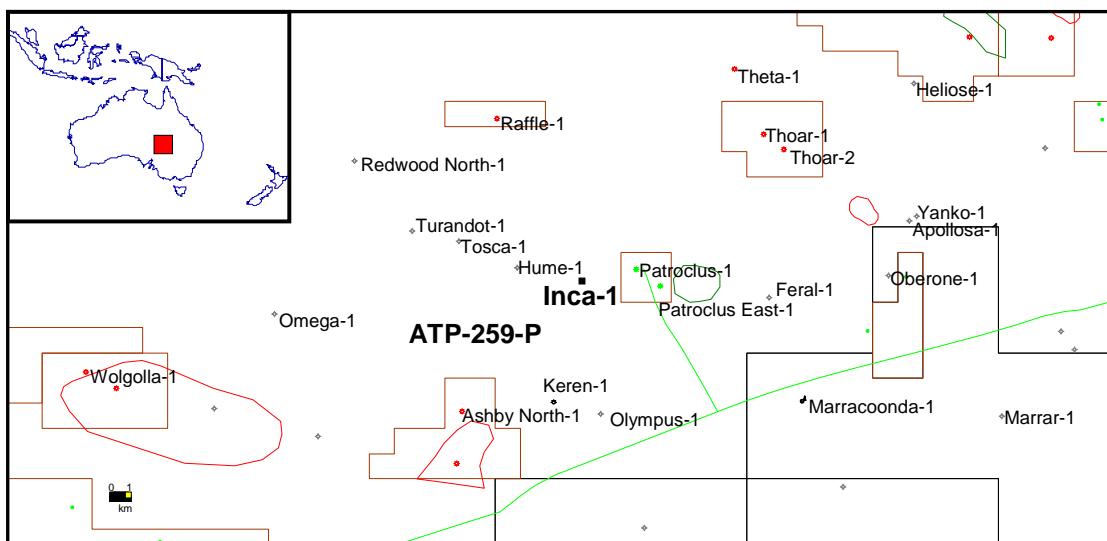 Theta-1
Heliose-1
Raffle-1
Thoar-1
Thoar-2
Redwood North-1
Yanko-1
Apollosa-1
Turandot-1
Tosca-1
Hume-1
Patroclus-1
Oberone-1
Inca-1
Feral-1
Patroclus East-1
Omega-1
ATP-259-P
Wolgolla-1
Keren-1
Ashby North-1
Olympus-1
Marracoonda-1
Marrar-1
0 1
km